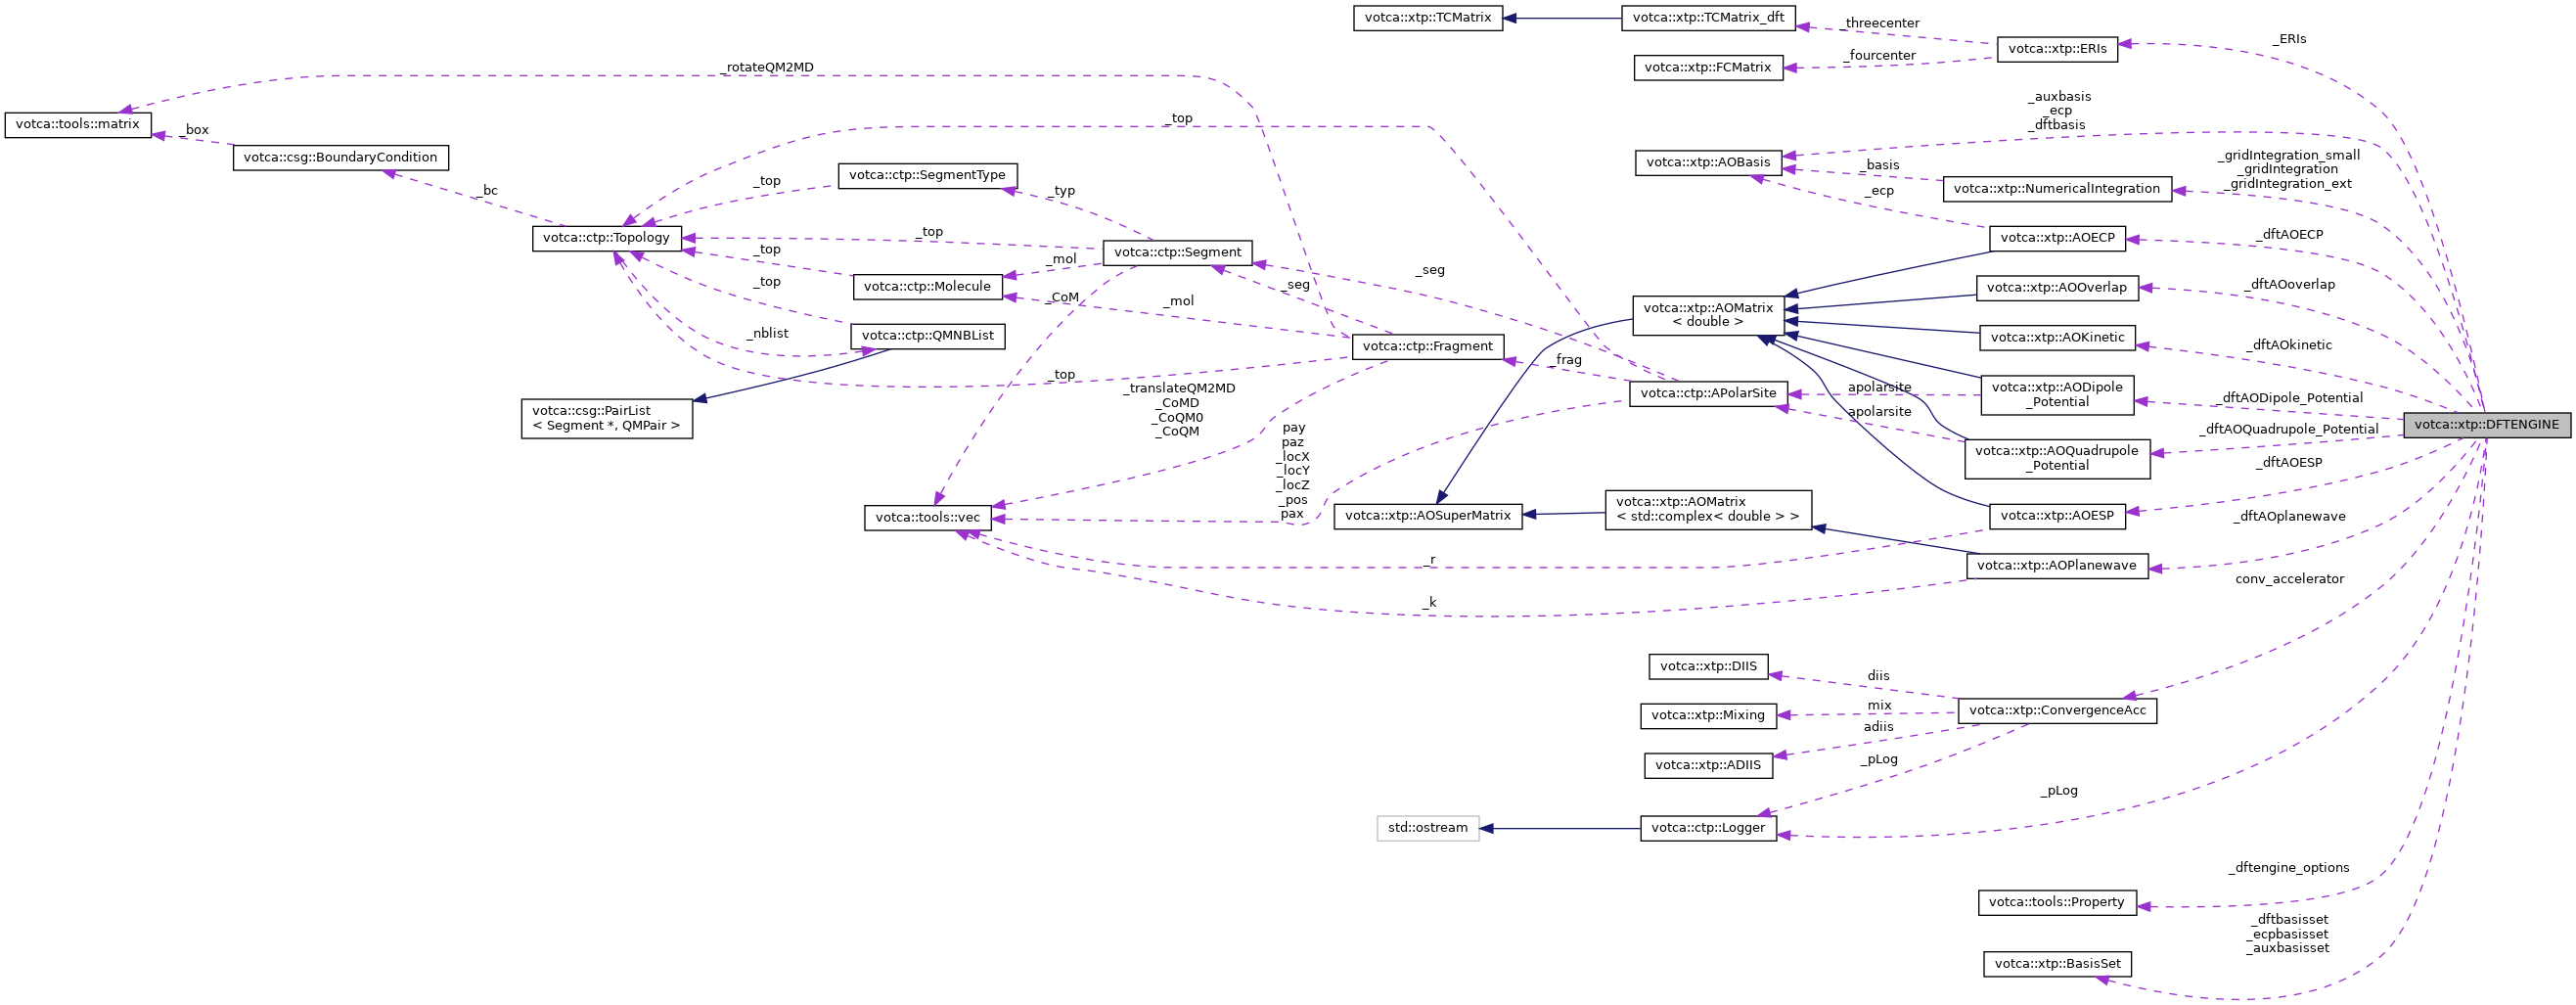 votca::xtp::TCMatrix
votca::xtp::TCMatrix_dft
_threecenter
_ERIs
votca::xtp::ERIs
_fourcenter
votca::xtp::FCMatrix
_rotateQM2MD
_auxbasis
_ecp
_dftbasis
votca::tools::matrix
_box
_top
votca::csg::BoundaryCondition
votca::xtp::AOBasis
_basis
_gridIntegration_small
_gridIntegration
_gridIntegration_ext
votca::ctp::SegmentType
_top
_typ
_bc
_ecp
votca::xtp::NumericalIntegration
votca::ctp::Topology
_top
votca::xtp::AOECP
_dftAOECP
votca::ctp::Segment
_top
_mol
votca::ctp::Molecule
_top
_CoM
_seg
_seg
_mol
votca::xtp::AOOverlap
_dftAOoverlap
votca::xtp::AOMatrix
< double >
_nblist
votca::ctp::QMNBList
votca::ctp::Fragment
votca::xtp::AOKinetic
_dftAOkinetic
_frag
_top
_translateQM2MD
_CoMD
_CoQM0
_CoQM
votca::ctp::APolarSite
apolarsite
apolarsite
votca::xtp::AODipole
_Potential
_dftAODipole_Potential
votca::csg::PairList
< Segment *, QMPair >
votca::xtp::DFTENGINE
_dftAOQuadrupole_Potential
pay
paz
_locX
_locY
_locZ
_pos
pax
votca::xtp::AOQuadrupole
_Potential
_dftAOESP
votca::tools::vec
votca::xtp::AOSuperMatrix
votca::xtp::AOMatrix
< std::complex< double > >
votca::xtp::AOESP
_dftAOplanewave
_r
votca::xtp::AOPlanewave
conv_accelerator
_k
votca::xtp::DIIS
diis
votca::xtp::Mixing
mix
votca::xtp::ConvergenceAcc
adiis
votca::xtp::ADIIS
_pLog
_pLog
std::ostream
votca::ctp::Logger
_dftengine_options
votca::tools::Property
_dftbasisset
_ecpbasisset
_auxbasisset
votca::xtp::BasisSet